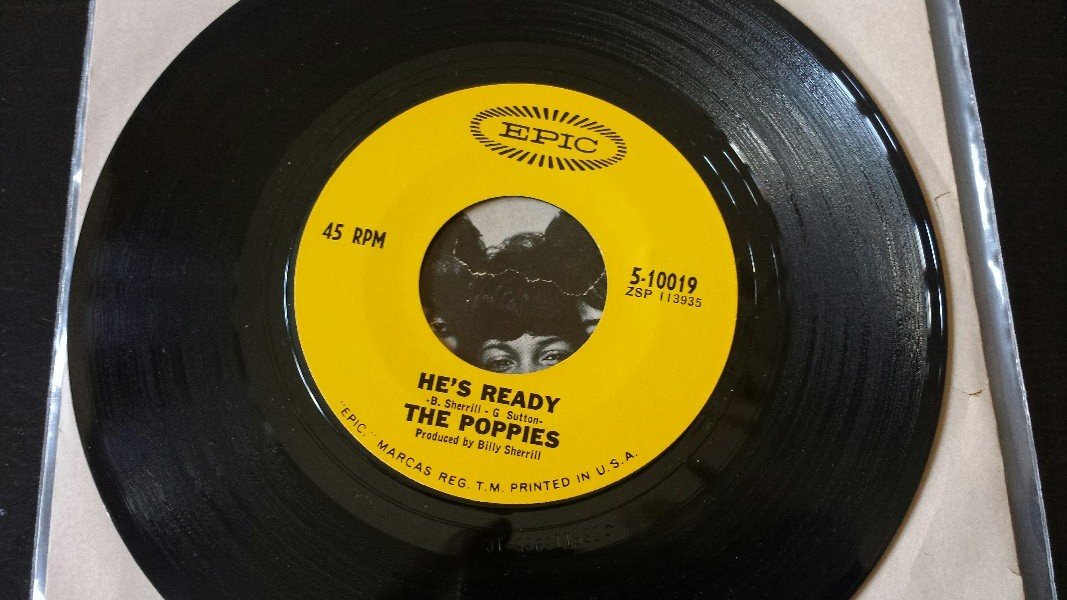 EPIC
45 RPM
5-10019
ZSP 113935
HE'S READY
-B. Sherrill - G Sutton-
THE POPPIES
Produced by Billy Sherrill
"EPIC," MARCAS REG. T.M. PRINTED IN U.S.A.